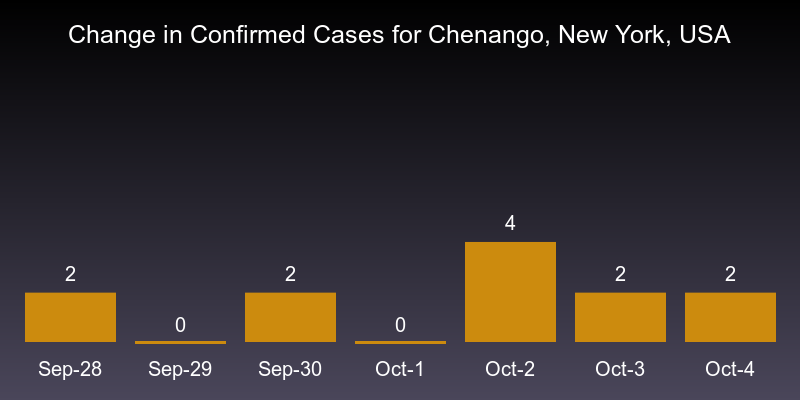 Change in Confirmed Cases for Chenango, New York, USA
4
2
2
2
2
0
0
Sep-28
Sep-29
Sep-30
Oct-1
Oct-2
Oct-3
Oct-4